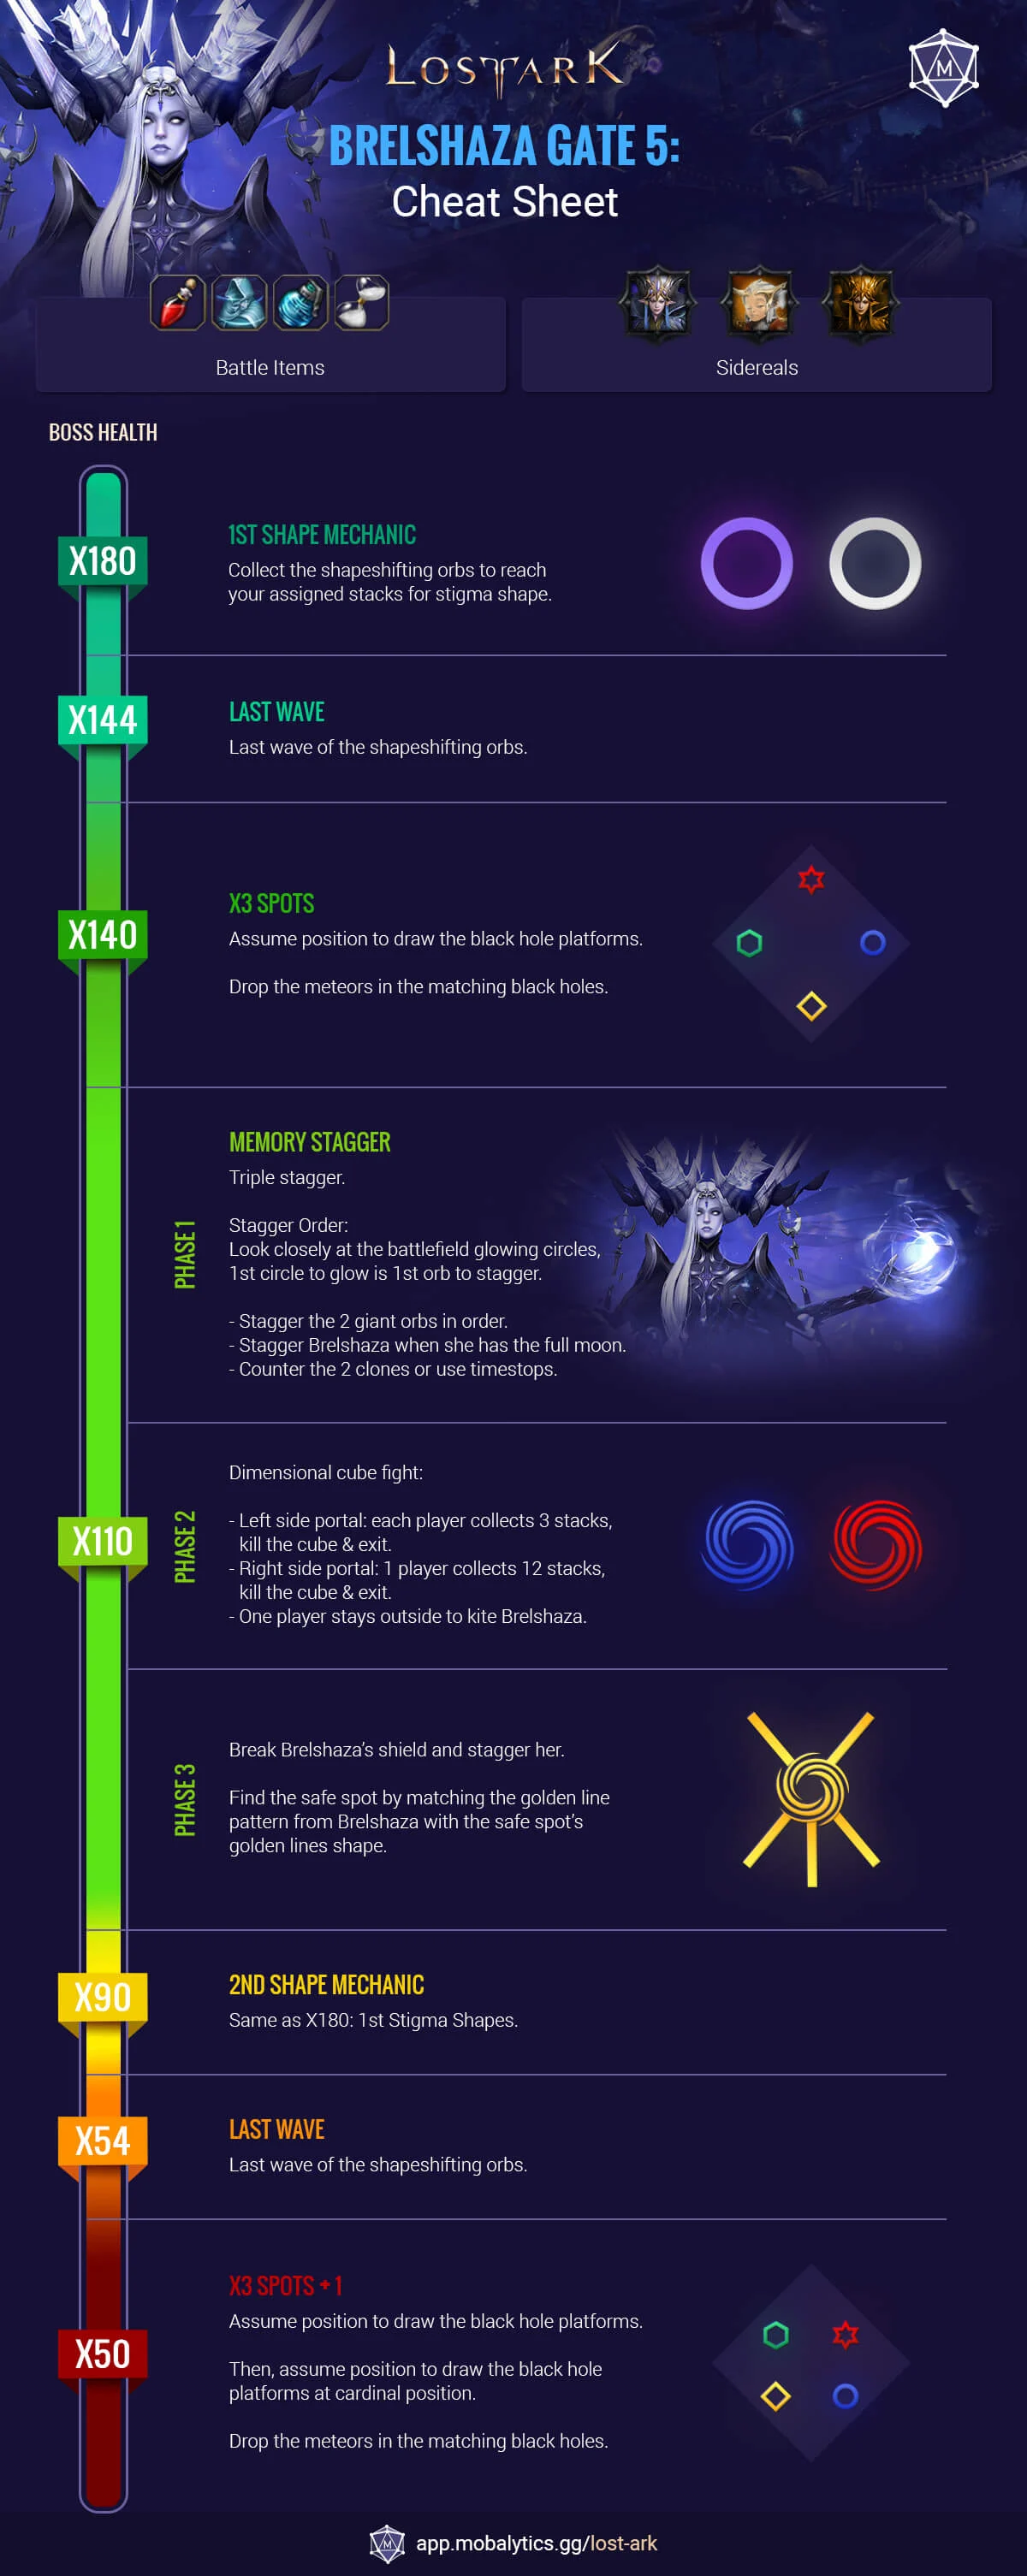 LOST ARK
M
BRELSHAZA GATE 5:
Cheat Sheet
Battle Items
Sidereals
BOSS HEALTH
X180
1ST SHAPE MECHANIC
Collect the shapeshifting orbs to reach
your assigned stacks for stigma shape.
X144
LAST WAVE
Last wave of the shapeshifting orbs.
X140
X3 SPOTS
Assume position to draw the black hole platforms.
Drop the meteors in the matching black holes.
X110
PHASE 1
MEMORY STAGGER
Triple stagger.
Stagger Order:
Look closely at the battlefield glowing circles,
1st circle to glow is 1st orb to stagger.
- Stagger the 2 giant orbs in order.
- Stagger Brelshaza when she has the full moon.
- Counter the 2 clones or use timestops.
PHASE 2
Dimensional cube fight:
- Left side portal: each player collects 3 stacks,
kill the cube & exit.
- Right side portal: 1 player collects 12 stacks,
kill the cube & exit.
- One player stays outside to kite Brelshaza.
PHASE 3
Break Brelshaza’s shield and stagger her.
Find the safe spot by matching the golden line
pattern from Brelshaza with the safe spot’s
golden lines shape.
X90
2ND SHAPE MECHANIC
Same as X180: 1st Stigma Shapes.
X54
LAST WAVE
Last wave of the shapeshifting orbs.
X50
X3 SPOTS + 1
Assume position to draw the black hole platforms.
Then, assume position to draw the black hole
platforms at cardinal position.
Drop the meteors in the matching black holes.
M
app.mobalytics.gg/lost-ark